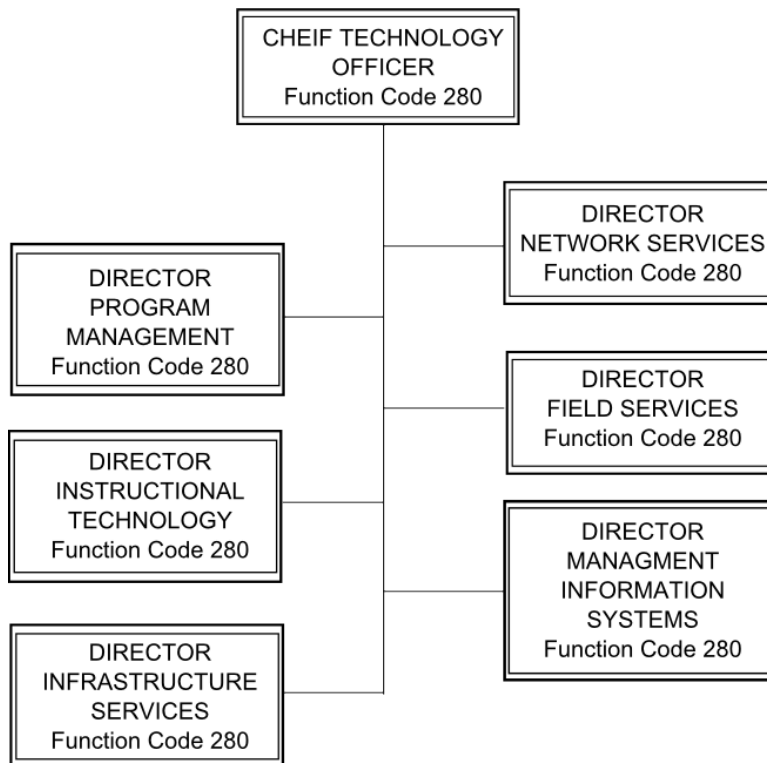 CHEIF TECHNOLOGY
OFFICER
Function Code 280
DIRECTOR
NETWORK SERVICES
Function Code 280
DIRECTOR
PROGRAM
MANAGEMENT
Function Code 280
DIRECTOR
FIELD SERVICES
Function Code 280
DIRECTOR
INSTRUCTIONAL
TECHNOLOGY
Function Code 280
DIRECTOR
MANAGMENT
INFORMATION
SYSTEMS
Function Code 280
DIRECTOR
INFRASTRUCTURE
SERVICES
Function Code 280